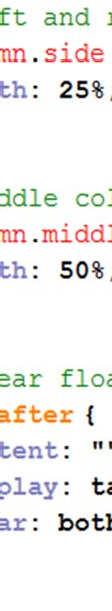 ft and r
mn.side
th: 25%;
ddle col
mn.middl
th: 50%;
ear floa
after {
tent: ""
play: ta
ar: both